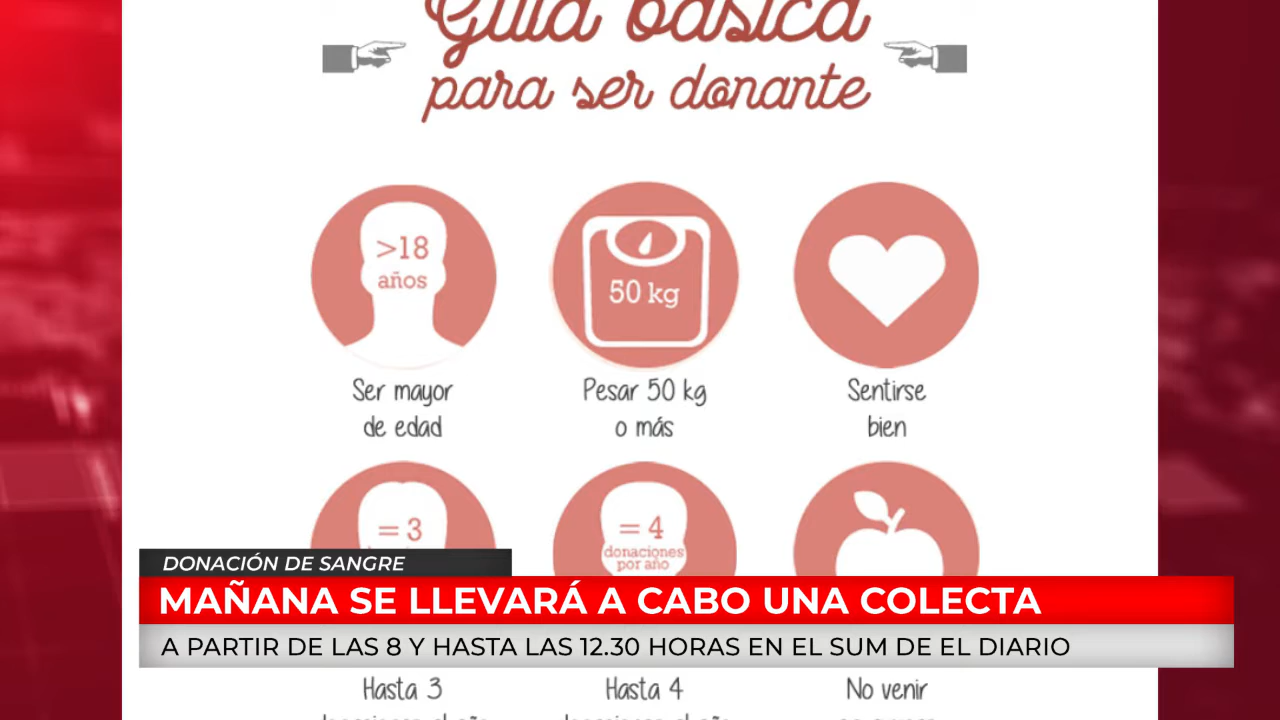 Guía básica
para ser donante
>18
años
50 kg
Ser mayor
de edad
Pesar 50 kg
o más
Sentirse
bien
= 3
= 4
donaciones
por año
DONACIÓN DE SANGRE
MAÑANA SE LLEVARÁ A CABO UNA COLECTA
A PARTIR DE LAS 8 Y HASTA LAS 12.30 HORAS EN EL SUM DE EL DIARIO
Hasta 3
Hasta 4
No venir